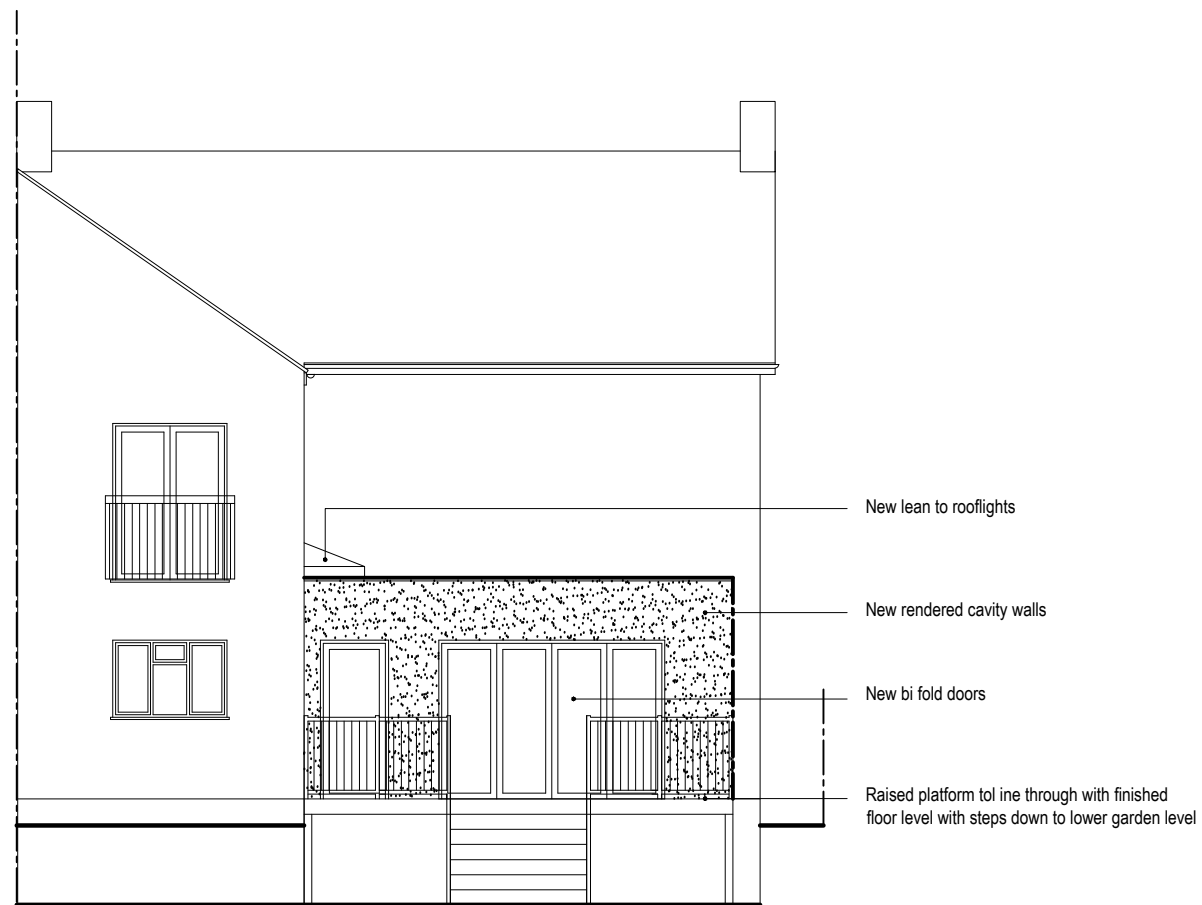 New lean to rooflights
New rendered cavity walls
New bi fold doors
Raised platform tol ine through with finished
floor level with steps down to lower garden level